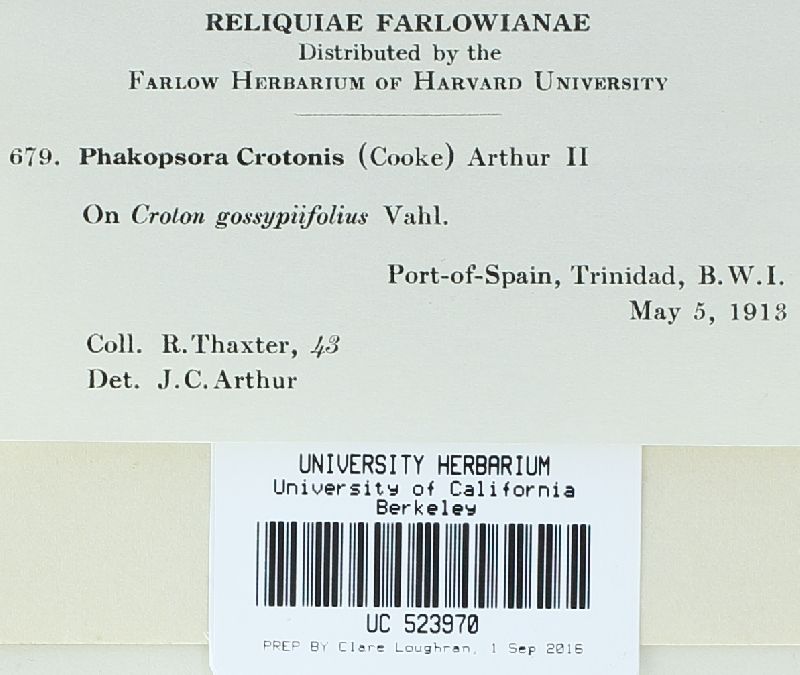 RELIQUIAE FARLOWIANAE
Distributed by the
FARLOW HERBARIUM OF HARVARD UNIVERSITY
679. Phakopsora Crotonis (Cooke) Arthur II
On Croton gossypiifolius Vahl.
Port-of-Spain, Trinidad, B.W.I.
May 5, 1913
Coll. R. Thaxter, 43
Det. J. C. Arthur
UNIVERSITY HERBARIUM
University of California
Berkeley
UC 523970
PREP BY Clare Loughran, 1 Sep 2016